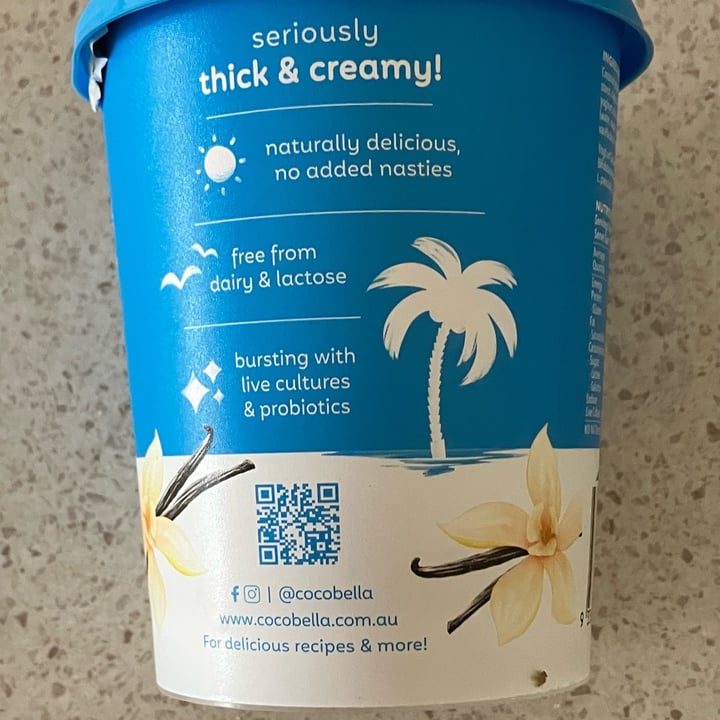 seriously
thick & creamy!
naturally delicious,
no added nasties
free from
dairy & lactose
bursting with
live cultures
& probiotics
| @cocobella
www.cocobella.com.au
For delicious recipes & more!